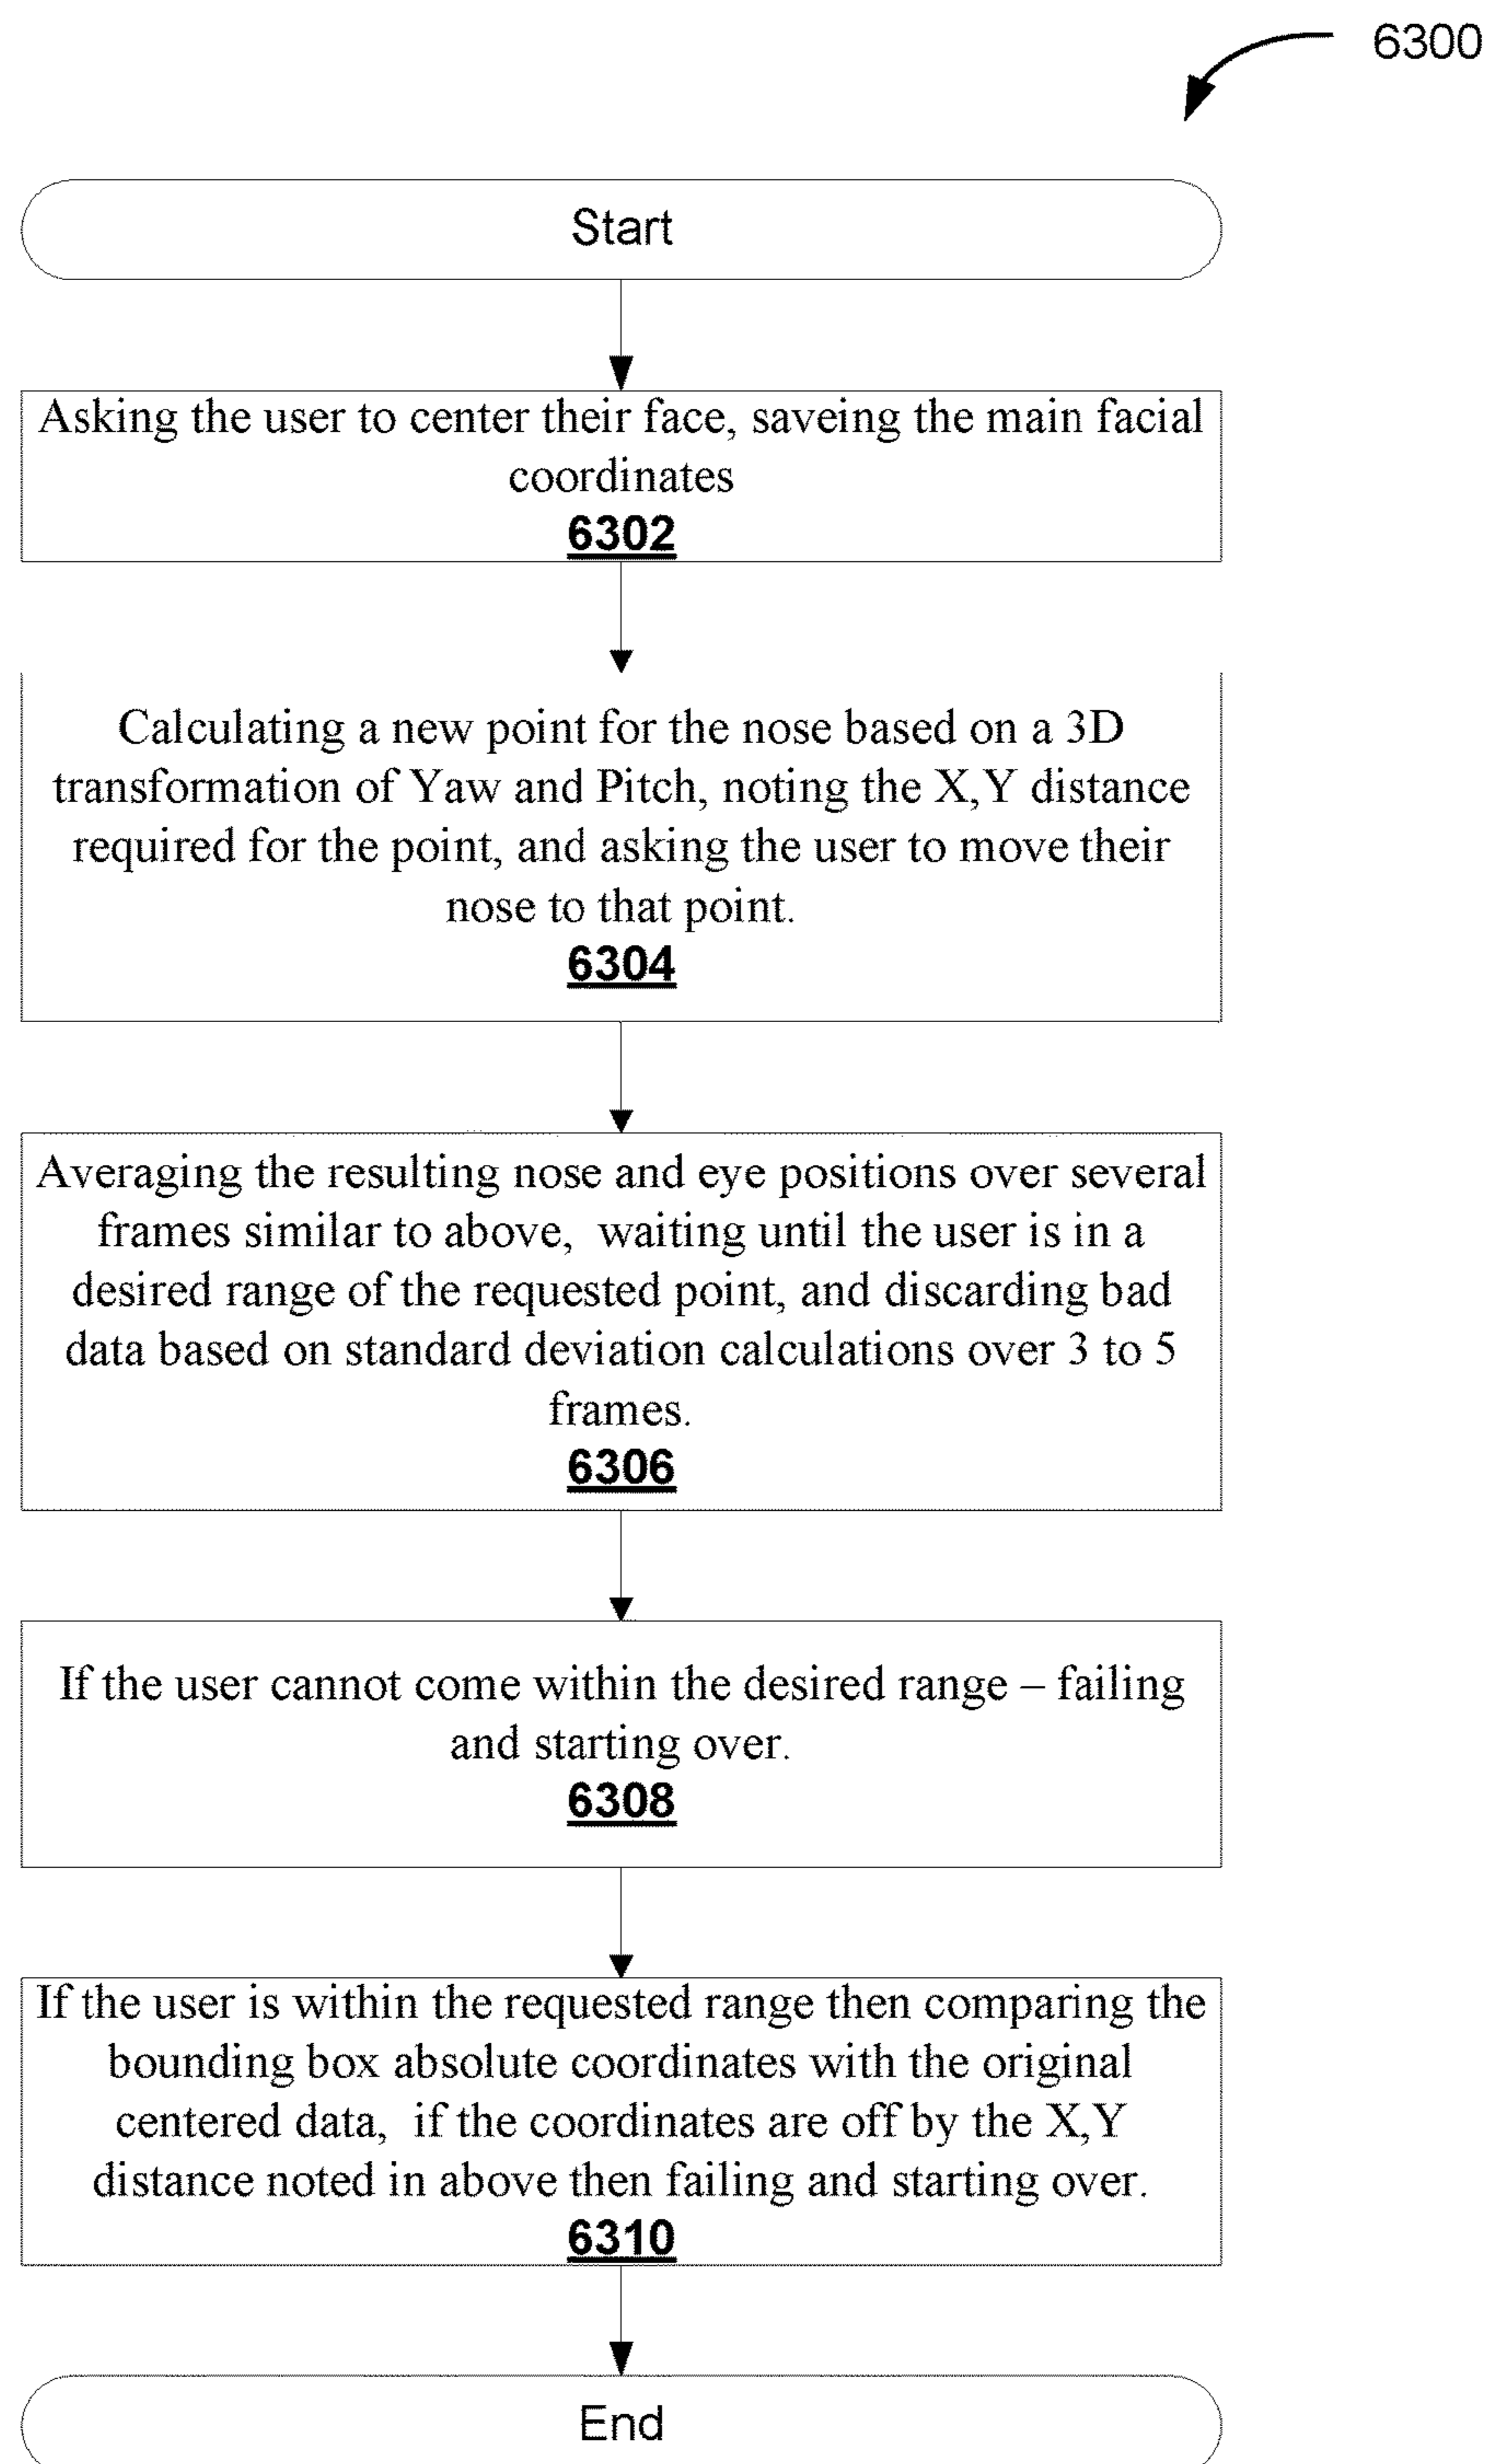 6300
Start
Asking the user to center their face, saveing the main facial
coordinates
6302
Calculating a new point for the nose based on a 3D
transformation of Yaw and Pitch, noting the X,Y distance
required for the point, and asking the user to move their
nose to that point.
6304
Averaging the resulting nose and eye positions over several
frames similar to above,  waiting until the user is in a
desired range of the requested point, and discarding bad
data based on standard deviation calculations over 3 to 5
frames.
6306
If the user cannot come within the desired range – failing
and starting over.
6308
If the user is within the requested range then comparing the
bounding box absolute coordinates with the original
centered data,  if the coordinates are off by the X,Y
distance noted in above then failing and starting over.
6310
End